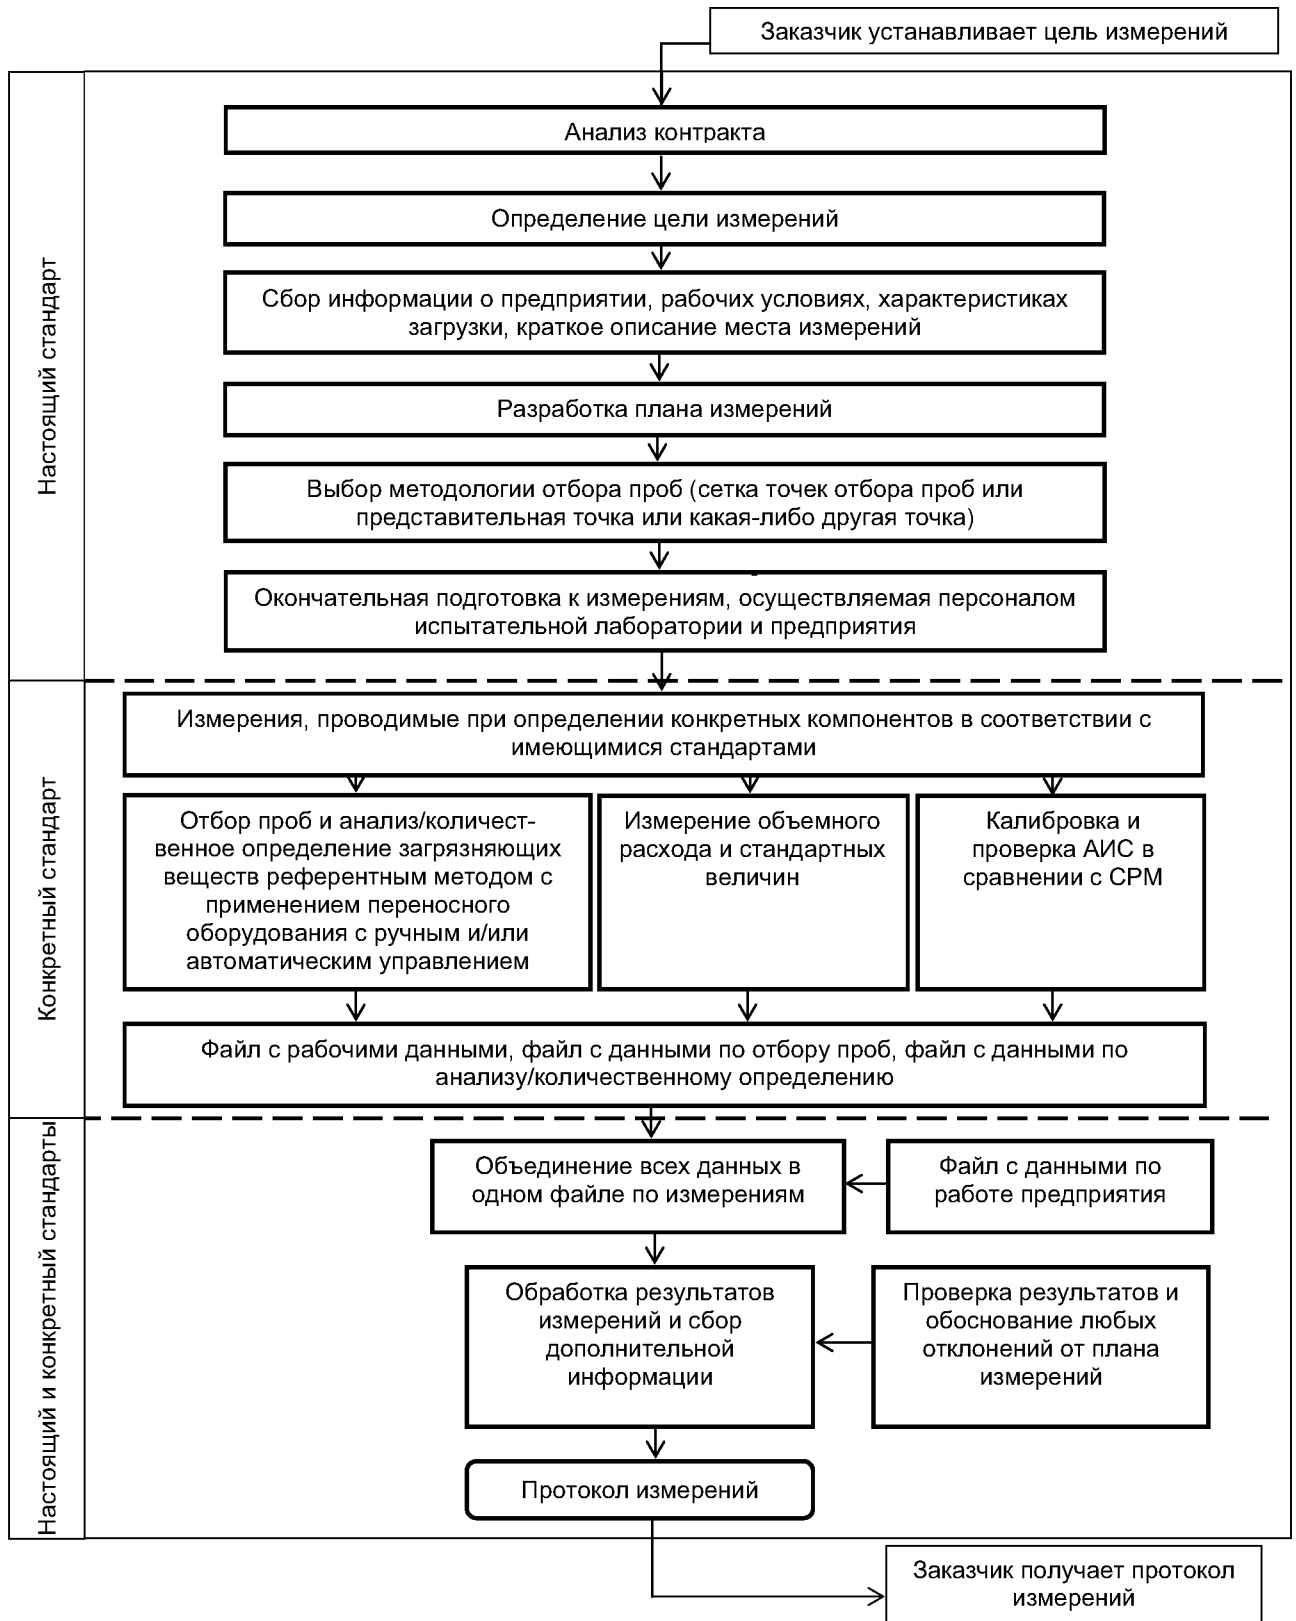 Заказчик устанавливает цель измерений
Настоящий стандарт
Анализ контракта
Определение цели измерений
Сбор информации о предприятии, рабочих условиях, характеристиках
загрузки, краткое описание места измерений
Разработка плана измерений
Выбор методологии отбора проб (сетка точек отбора проб или
представительная точка или какая-либо другая точка)
Окончательная подготовка к измерениям, осуществляемая персоналом
испытательной лаборатории и предприятия
Конкретный стандарт
Измерения, проводимые при определении конкретных компонентов в соответствии с
имеющимися стандартами
Отбор проб и анализ/количест-
венное определение загрязняющих
веществ референтным методом с
применением переносного
оборудования с ручным и/или
автоматическим управлением
Измерение объемного
расхода и стандартных
величин
Калибровка и
проверка АИС в
сравнении с СРМ
Файл с рабочими данными, файл с данными по отбору проб, файл с данными по
анализу/количественному определению
Настоящий и конкретный стандарты
Объединение всех данных в
одном файле по измерениям
Файл с данными по
работе предприятия
Обработка результатов
измерений и сбор
дополнительной
информации
Проверка результатов и
обоснование любых
отклонений от плана
измерений
Протокол измерений
Заказчик получает протокол
измерений